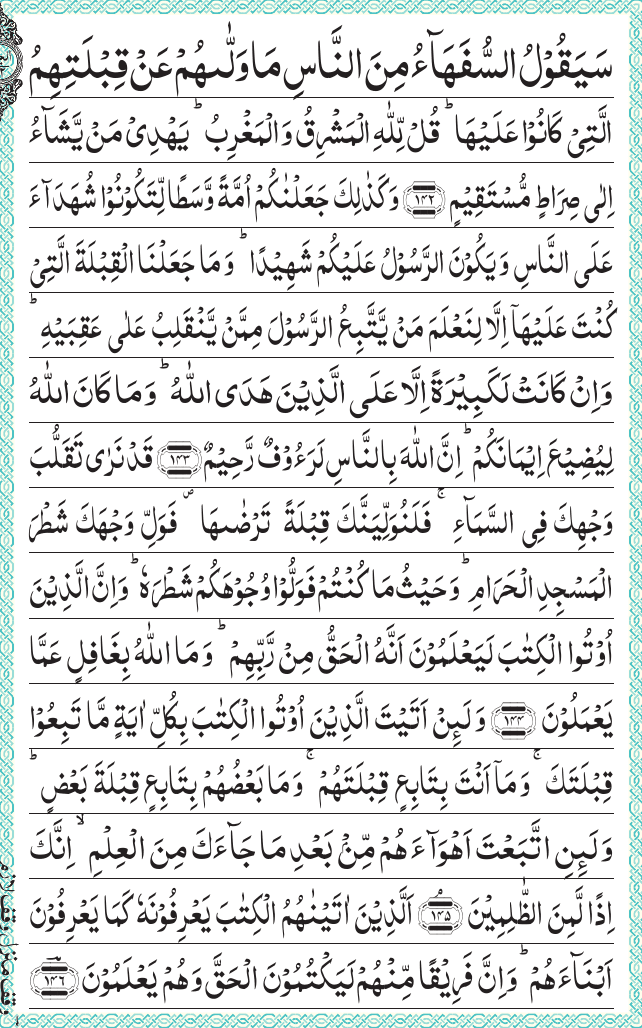 سَيَقُوْلُ السُّفَهَآءُ مِنَ النَّاسِ مَا وَلّٰىهُمْ عَنْ قِبْلَتِهِمُ
الَّتِيْ كَانُوْا عَلَيْهَا ؕ قُلْ لِّلّٰهِ الْمَشْرِقُ وَالْمَغْرِبُ ؕ يَهْدِيْ مَنْ يَّشَآءُ
اِلٰى صِرَاطٍ مُّسْتَقِيْمٍ ۝۱۴۲ وَكَذٰلِكَ جَعَلْنٰكُمْ اُمَّةً وَّسَطًا لِّتَكُوْنُوْا شُهَدَآءَ
عَلَى النَّاسِ وَيَكُوْنَ الرَّسُوْلُ عَلَيْكُمْ شَهِيْدًا ؕ وَمَا جَعَلْنَا الْقِبْلَةَ الَّتِيْ
كُنْتَ عَلَيْهَاۤ اِلَّا لِنَعْلَمَ مَنْ يَّتَّبِعُ الرَّسُوْلَ مِمَّنْ يَّنْقَلِبُ عَلٰى عَقِبَيْهِ ؕ
وَاِنْ كَانَتْ لَكَبِيْرَةً اِلَّا عَلَى الَّذِيْنَ هَدَى اللّٰهُ ؕ وَمَا كَانَ اللّٰهُ
لِيُضِيْعَ اِيْمَانَكُمْ ؕ اِنَّ اللّٰهَ بِالنَّاسِ لَرَءُوْفٌ رَّحِيْمٌ ۝۱۴۳ قَدْ نَرٰى تَقَلُّبَ
وَجْهِكَ فِى السَّمَآءِ ۚ فَلَنُوَلِّيَنَّكَ قِبْلَةً تَرْضٰىهَا ۪ فَوَلِّ وَجْهَكَ شَطْرَ
الْمَسْجِدِ الْحَرَامِ ؕ وَحَيْثُ مَا كُنْتُمْ فَوَلُّوْا وُجُوْهَكُمْ شَطْرَهٗ ؕ وَاِنَّ الَّذِيْنَ
اُوْتُوا الْكِتٰبَ لَيَعْلَمُوْنَ اَنَّهُ الْحَقُّ مِنْ رَّبِّهِمْ ؕ وَمَا اللّٰهُ بِغَافِلٍ عَمَّا
يَعْمَلُوْنَ ۝۱۴۴ وَلَىِٕنْ اَتَيْتَ الَّذِيْنَ اُوْتُوا الْكِتٰبَ بِكُلِّ اٰيَةٍ مَّا تَبِعُوْا
قِبْلَتَكَ ۚ وَمَاۤ اَنْتَ بِتَابِعٍ قِبْلَتَهُمْ ۚ وَمَا بَعْضُهُمْ بِتَابِعٍ قِبْلَةَ بَعْضٍ ؕ
وَلَىِٕنِ اتَّبَعْتَ اَهْوَآءَهُمْ مِّنْۢ بَعْدِ مَا جَآءَكَ مِنَ الْعِلْمِ ۙ اِنَّكَ
اِذًا لَّمِنَ الظّٰلِمِيْنَ ۝۱۴۵ اَلَّذِيْنَ اٰتَيْنٰهُمُ الْكِتٰبَ يَعْرِفُوْنَهٗ كَمَا يَعْرِفُوْنَ
اَبْنَآءَهُمْ ؕ وَاِنَّ فَرِيْقًا مِّنْهُمْ لَيَكْتُمُوْنَ الْحَقَّ وَهُمْ يَعْلَمُوْنَ ۝۱۴۶